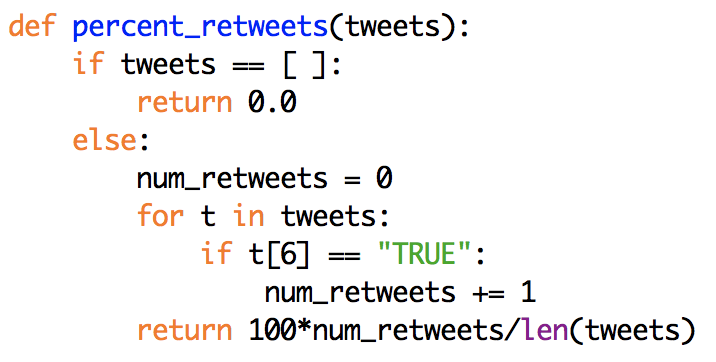 def percent_retweets(tweets):
    if tweets == [ ]:
        return 0.0
    else:
        num_retweets = 0
        for t in tweets:
            if t[6] == "TRUE":
                num_retweets += 1
        return 100*num_retweets/len(tweets)